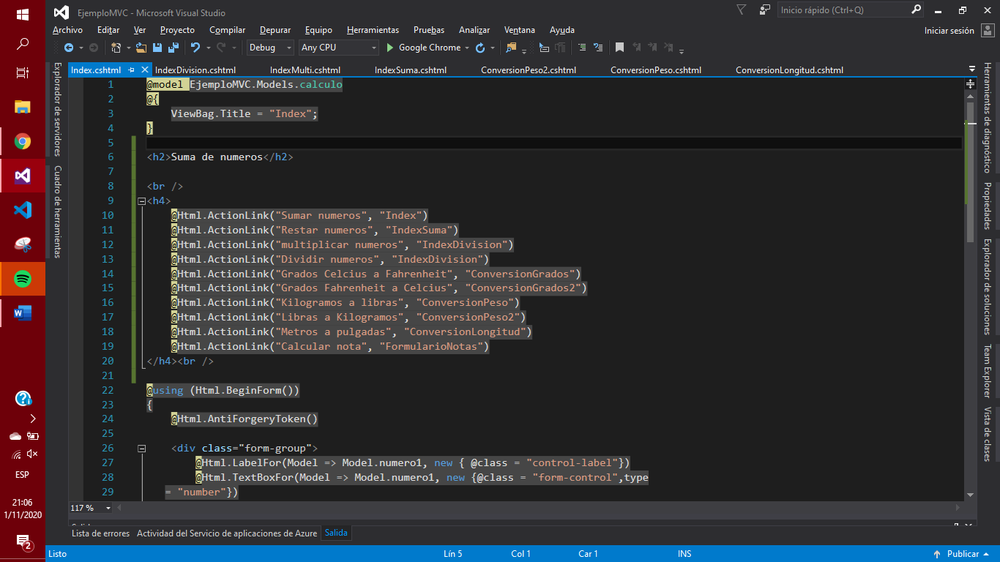 EjemploMVC - Microsoft Visual Studio
Inicio rápido (Ctrl+Q)
Archivo Editar Ver Proyecto Compilar Depurar Equipo Herramientas Pruebas Analizar Ventana Ayuda
Iniciar sesión
Debug Any CPU Google Chrome
Index.cshtml IndexDivision.cshtml IndexMulti.cshtml IndexSuma.cshtml ConversionPeso2.cshtml ConversionPeso.cshtml ConversionLongitud.cshtml
Explorador de servidores
Cuadro de herramientas
1 @model EjemploMVC.Models.calculo
2 @{
3 ViewBag.Title = "Index";
4 }
5
6 <h2>Suma de numeros</h2>
7
8 <br />
9 <h4>
10 @Html.ActionLink("Sumar numeros", "Index")
11 @Html.ActionLink("Restar numeros", "IndexSuma")
12 @Html.ActionLink("multiplicar numeros", "IndexDivision")
13 @Html.ActionLink("Dividir numeros", "IndexDivision")
14 @Html.ActionLink("Grados Celcius a Fahrenheit", "ConversionGrados")
15 @Html.ActionLink("Grados Fahrenheit a Celcius", "ConversionGrados2")
16 @Html.ActionLink("Kilogramos a libras", "ConversionPeso")
17 @Html.ActionLink("Libras a Kilogramos", "ConversionPeso2")
18 @Html.ActionLink("Metros a pulgadas", "ConversionLongitud")
19 @Html.ActionLink("Calcular nota", "FormularioNotas")
20 </h4><br />
21
22 @using (Html.BeginForm())
23 {
24 @Html.AntiForgeryToken()
25
26 <div class="form-group">
27 @Html.LabelFor(Model => Model.numero1, new { @class = "control-label"})
28 @Html.TextBoxFor(Model => Model.numero1, new {@class = "form-control",type
29 = "number"})
Herramientas de diagnóstico
Propiedades
Explorador de soluciones
Team Explorer
Vista de clases
117 %
Lista de errores Actividad del Servicio de aplicaciones de Azure Salida
Listo Lín 5 Col 1 Car 1 INS Publicar
ESP
21:06
1/11/2020
2